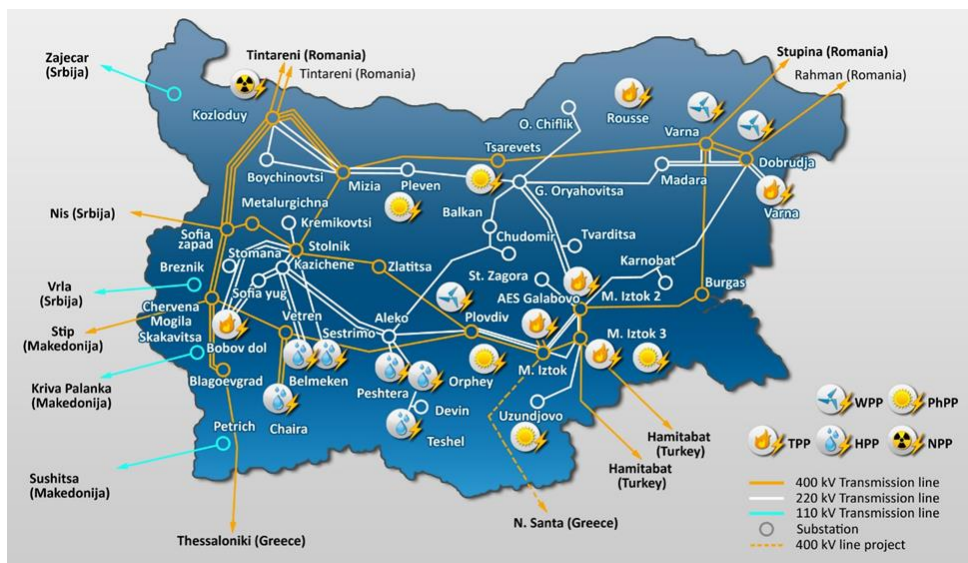 Zajecar
(Srbija)
Tintareni (Romania)
Tintareni (Romania)
Stupina (Romania)
Rahman (Romania)
Kozloduy
O. Chiflik
Rousse
Varna
Tsarevets
Dobrudja
Boychinovtsi
Mizia
Pleven
G. Oryahovitsa
Madara
Varna
Metalurgichna
Nis (Srbija)
Kremikovtsi
Balkan
Sofia
zapad
Stolnik
Chudomir
Tvarditsa
Stomana
Kazichene
Zlatitsa
St. Zagora
Karnobat
Breznik
Sofia yug
AES Galabovo
M. Iztok 2
Burgas
Vrla
(Srbija)
Chervena
Mogila
Vetren
Aleko
Plovdiv
Stip
(Makedonija)
Skakavitsa
Bobov dol
Sestrimo
M. Iztok 3
Kriva Palanka
(Makedonija)
Blagoevgrad
Belmeken
Peshtera
Orphey
M. Iztok
Devin
Uzundjovo
WPP
PhPP
Petrich
Chaira
Teshel
TPP
HPP
NPP
Hamitabat
(Turkey)
Hamitabat
(Turkey)
Sushitsa
(Makedonija)
400 kV Transmission line
220 kV Transmission line
110 kV Transmission line
Substation
400 kV line project
N. Santa (Greece)
Thessaloniki (Greece)